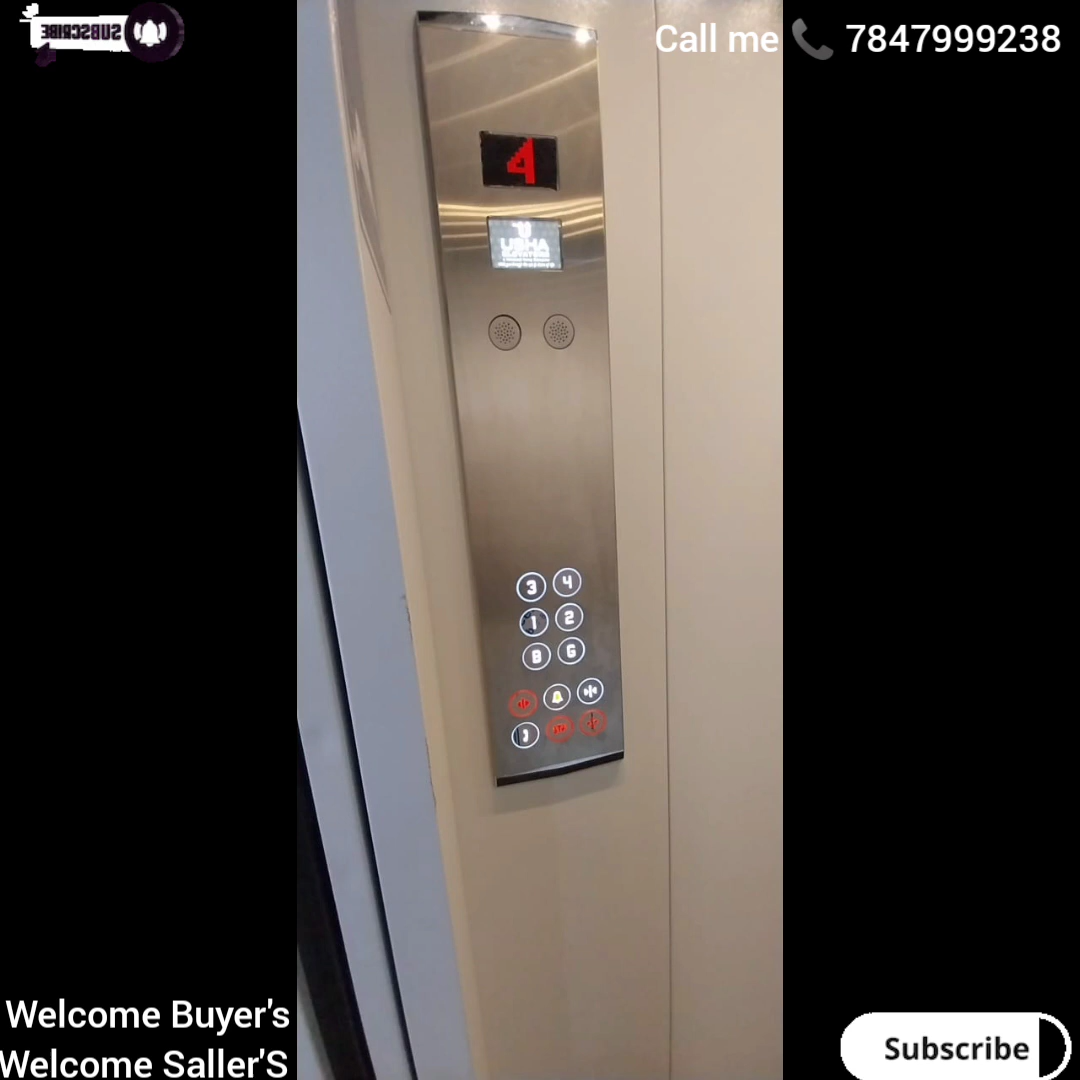 SUBSCRIBE
Call me 📞 7847999238
4
USHA
3 4
1 2
B G
Welcome Buyer's
Welcome Saller'S
Subscribe